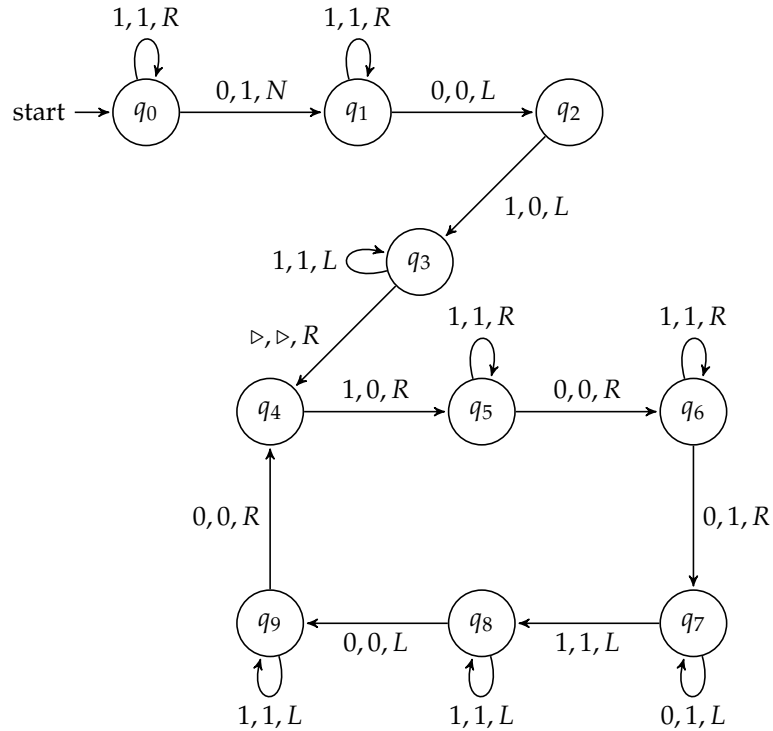 1, 1, R 1, 1, R
start q0 0, 1, N q1 0, 0, L q2
1, 0, L
1, 1, L q3
▷, ▷, R 1, 1, R 1, 1, R
q4 1, 0, R q5 0, 0, R q6
0, 0, R 0, 1, R
q9 0, 0, L q8 1, 1, L q7
1, 1, L 1, 1, L 0, 1, L